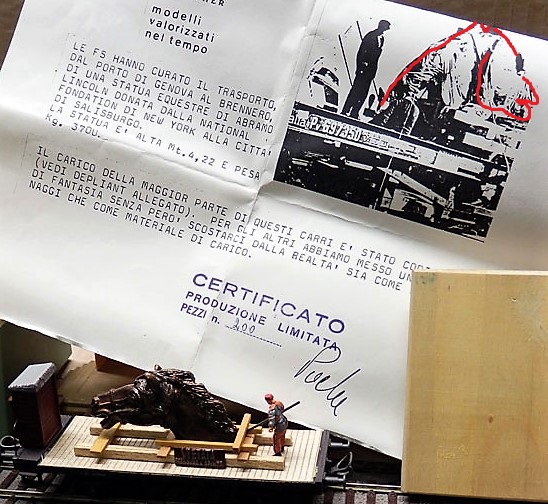 modelli
valorizzati
nel tempo
LE FS HANNO CURATO IL TRASPORTO,
DAL PORTO DI GENOVA AL BRENNERO,
DI UNA STATUA EQUESTRE DI ABRAMO
LINCOLN DONATA DALLA NATIONAL
FONDATION DI NEW YORK ALLA CITTA'
DI SALISBURGO.
LA STATUA E' ALTA Mt.4,22 E PESA
Kg. 3700.
IL CARICO DELLA MAGGIOR PARTE DI QUESTI CARRI E' STATO
(VEDI DEPLIANT ALLEGATO). PER GLI ALTRI ABBIAMO MESSO
DI FANTASIA SENZA PERO' SCOSTARCI DALLA REALTA' SIA COME
NAGGI CHE COME MATERIALE DI CARICO.
CERTIFICATO
PRODUZIONE LIMITATA
PEZZI n. 200